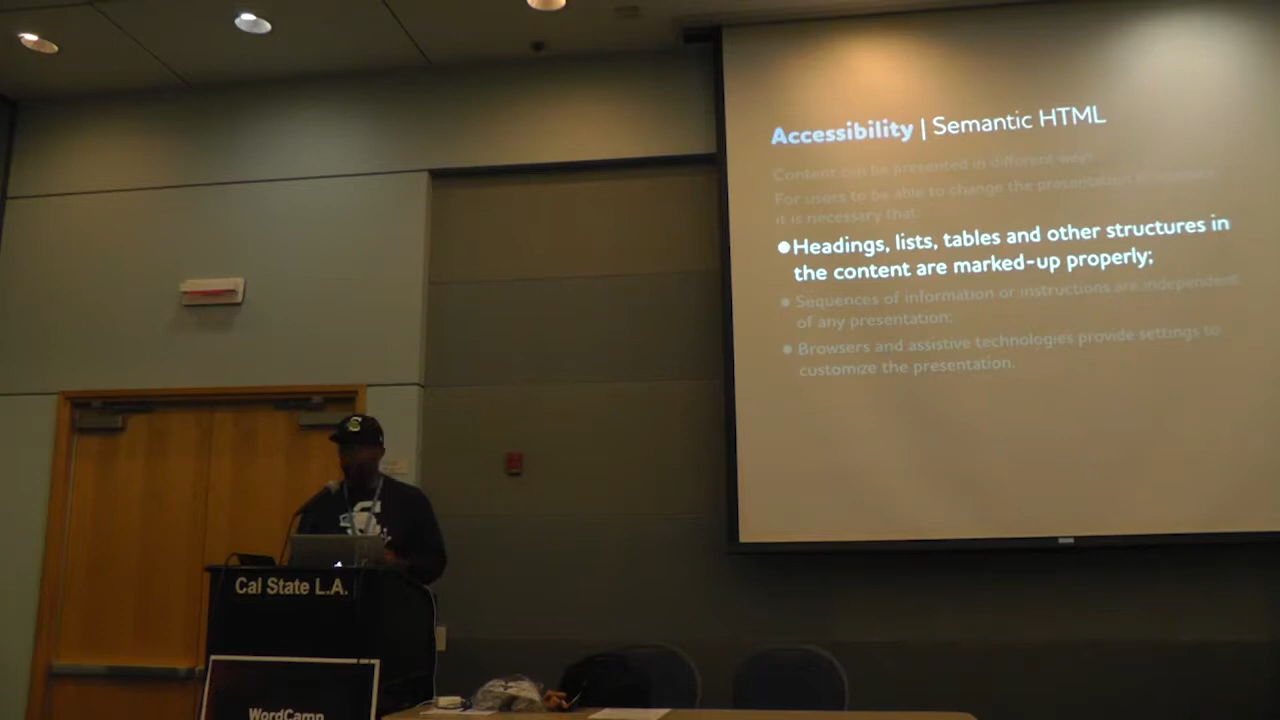 Accessibility | Semantic HTML
Content can be presented in different ways.
For users to be able to change the presentation
it is necessary that:
●Headings, lists, tables and other structures in
the content are marked-up properly;
● Sequences of information or instructions are independent
of any presentation;
● Browsers and assistive technologies provide settings to
customize the presentation.
S
Cal State L.A.
WordCamp